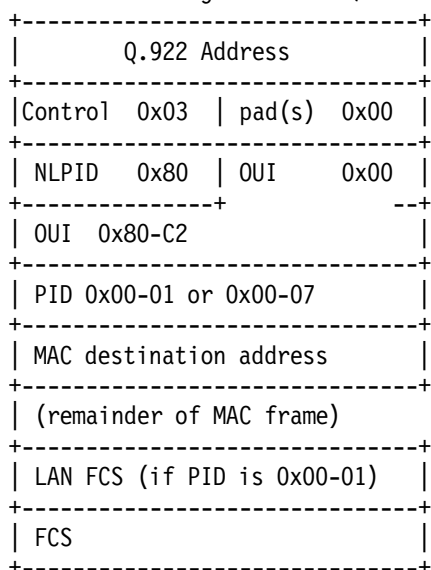 +-------------------------------+
|         Q.922 Address         |
+-------------------------------+
|Control  0x03  | pad(s)  0x00  |
+-------------------------------+
| NLPID   0x80  | OUI     0x00  |
+---------------+             --+
| OUI  0x80-C2                  |
+-------------------------------+
| PID 0x00-01 or 0x00-07        |
+-------------------------------+
| MAC destination address       |
+-------------------------------+
| (remainder of MAC frame)      |
+-------------------------------+
| LAN FCS (if PID is 0x00-01)   |
+-------------------------------+
| FCS                           |
+-------------------------------+